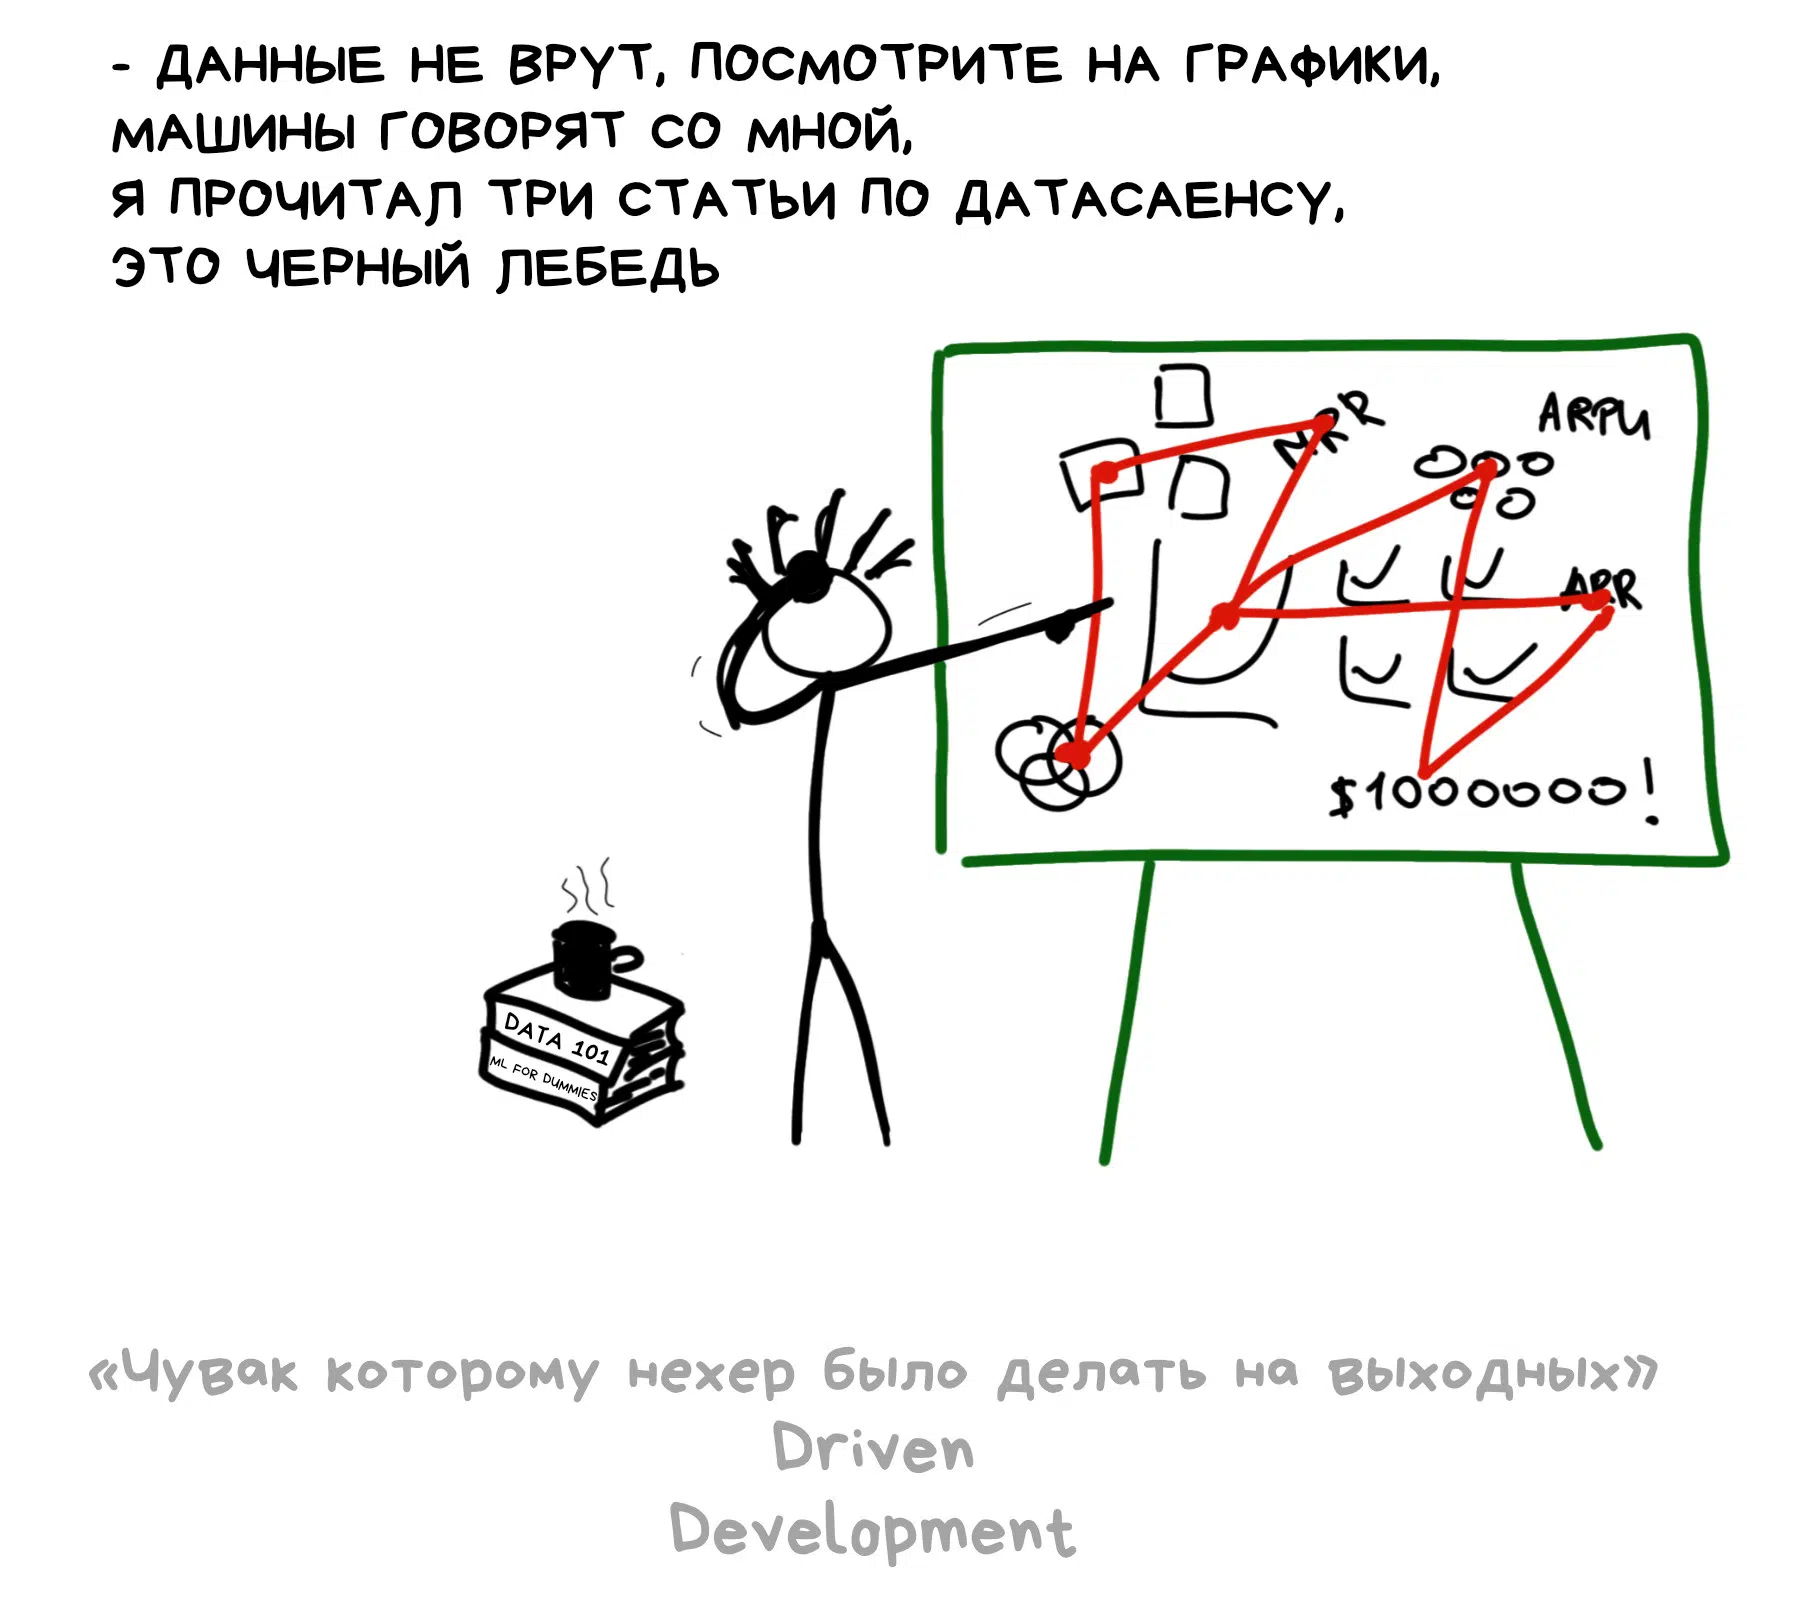 - ДАННЫЕ НЕ ВРУТ, ПОСМОТРИТЕ НА ГРАФИКИ,
МАШИНЫ ГОВОРЯТ СО МНОЙ,
Я ПРОЧИТАЛ ТРИ СТАТЬИ ПО ДАТАСАЕНСУ,
ЭТО ЧЕРНЫЙ ЛЕБЕДЬ
MRR
ARPU
ARR
$1000000!
DATA 101
ML FOR DUMMIES
«Чувак которому нехер было делать на выходных»
Driven
Development